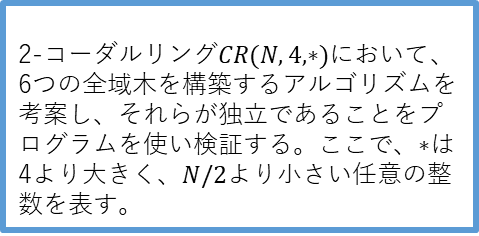 2-コーダルリングCR(N, 4,∗)において、
6つの全域木を構築するアルゴリズムを
考案し、それらが独立であることをプ
ログラムを使い検証する。ここで、∗は
4より大きく、N/2より小さい任意の整
数を表す。